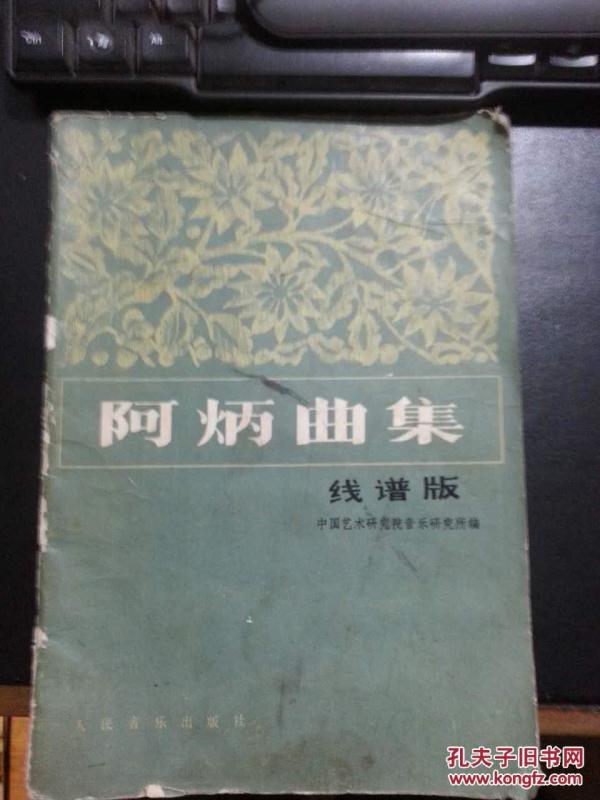 阿炳曲集
线谱版
中国艺术研究院音乐研究所编
人民音乐出版社
孔夫子旧书网
www.kongfz.com